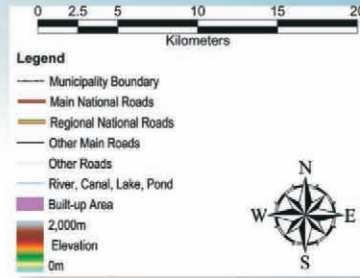 0 2.5 5 10 15 20
Kilometers
Legend
Municipality Boundary
Main National Roads
Regional National Roads
Other Main Roads
Other Roads
River, Canal, Lake, Pond
Built-up Area
2,000m
Elevation
0m
N
W E
S